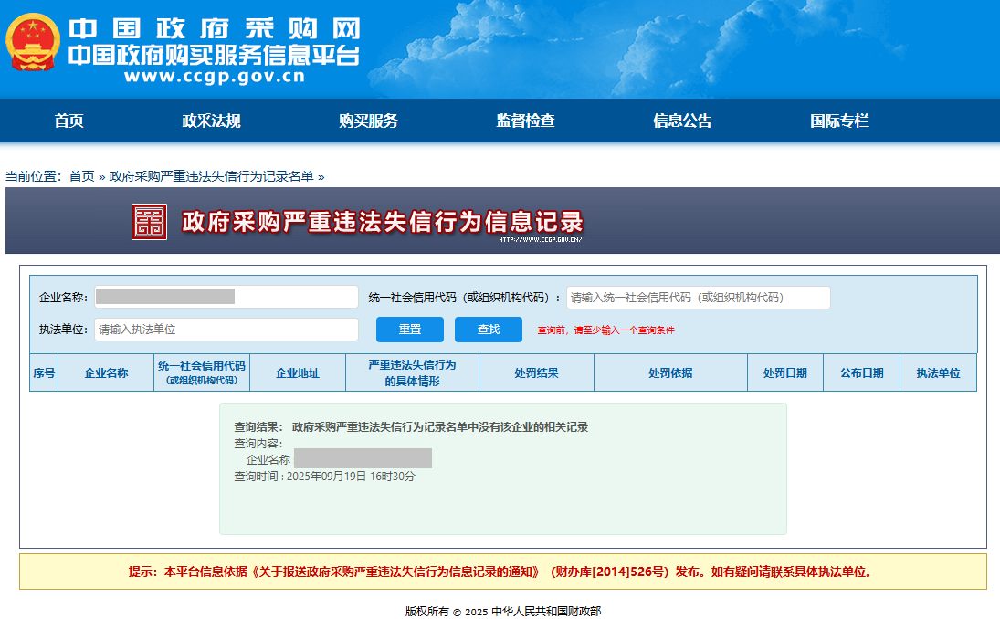 中国政府采购网
中国政府购买服务信息平台
www.ccgp.gov.cn
首页 政采法规 购买服务 监督检查 信息公告 国际专栏
当前位置：首页 » 政府采购严重违法失信行为记录名单 »
政府采购严重违法失信行为信息记录
HTTP://WWW.CCGP.GOV.CN/
企业名称： 统一社会信用代码（或组织机构代码）： 请输入统一社会信用代码（或组织机构代码）
执法单位： 请输入执法单位 重置 查找 查询前，请至少输入一个查询条件
序号 企业名称 统一社会信用代码（或组织机构代码） 企业地址 严重违法失信行为的具体情形 处罚结果 处罚依据 处罚日期 公布日期 执法单位
查询结果： 政府采购严重违法失信行为记录名单中没有该企业的相关记录
查询内容：
企业名称
查询时间 : 2025年09月19日 16时30分
提示：本平台信息依据《关于报送政府采购严重违法失信行为信息记录的通知》（财办库[2014]526号）发布。如有疑问请联系具体执法单位。
版权所有 © 2025 中华人民共和国财政部